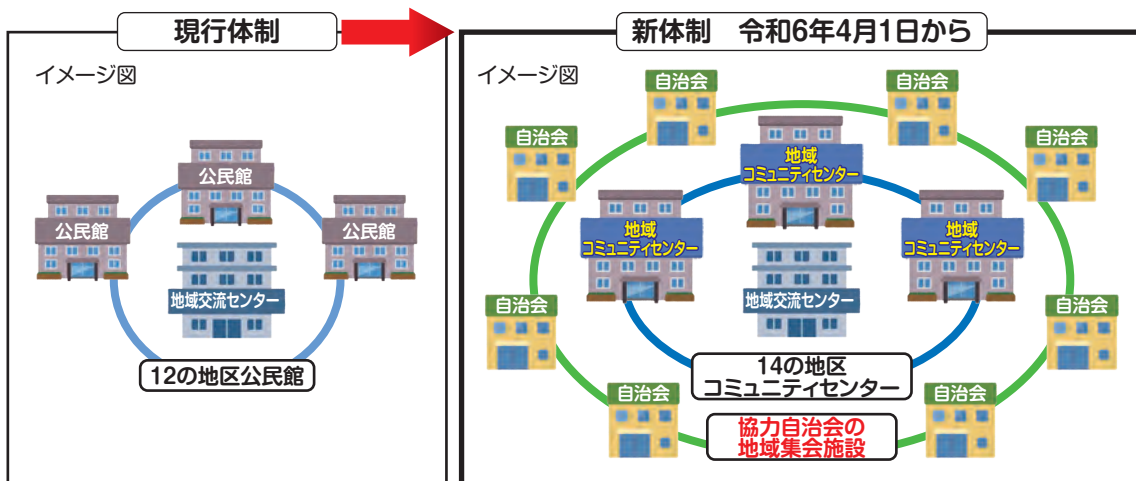 現行体制
イメージ図
公民館
公民館
公民館
地域交流センター
12の地区公民館
新体制　令和6年4月1日から
イメージ図
自治会
自治会
自治会
自治会
地域
コミュニティセンター
地域
コミュニティセンター
地域
コミュニティセンター
地域交流センター
自治会
自治会
14の地区
コミュニティセンター
自治会
自治会
協力自治会の
地域集会施設